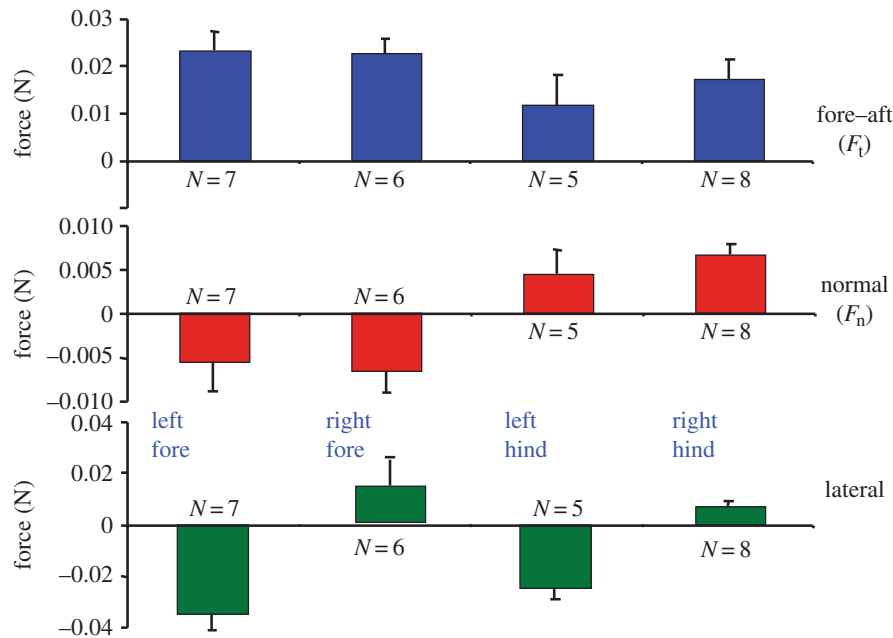 force (N)
0.03
0.02
0.01
0
N = 7
N = 6
N = 5
N = 8
fore–aft
(Ft)
force (N)
0.010
0.005
0
−0.005
−0.010
N = 7
N = 6
N = 5
N = 8
normal
(Fn)
left
fore
right
fore
left
hind
right
hind
force (N)
0.04
0.02
0
−0.02
−0.04
N = 7
N = 6
N = 5
N = 8
lateral